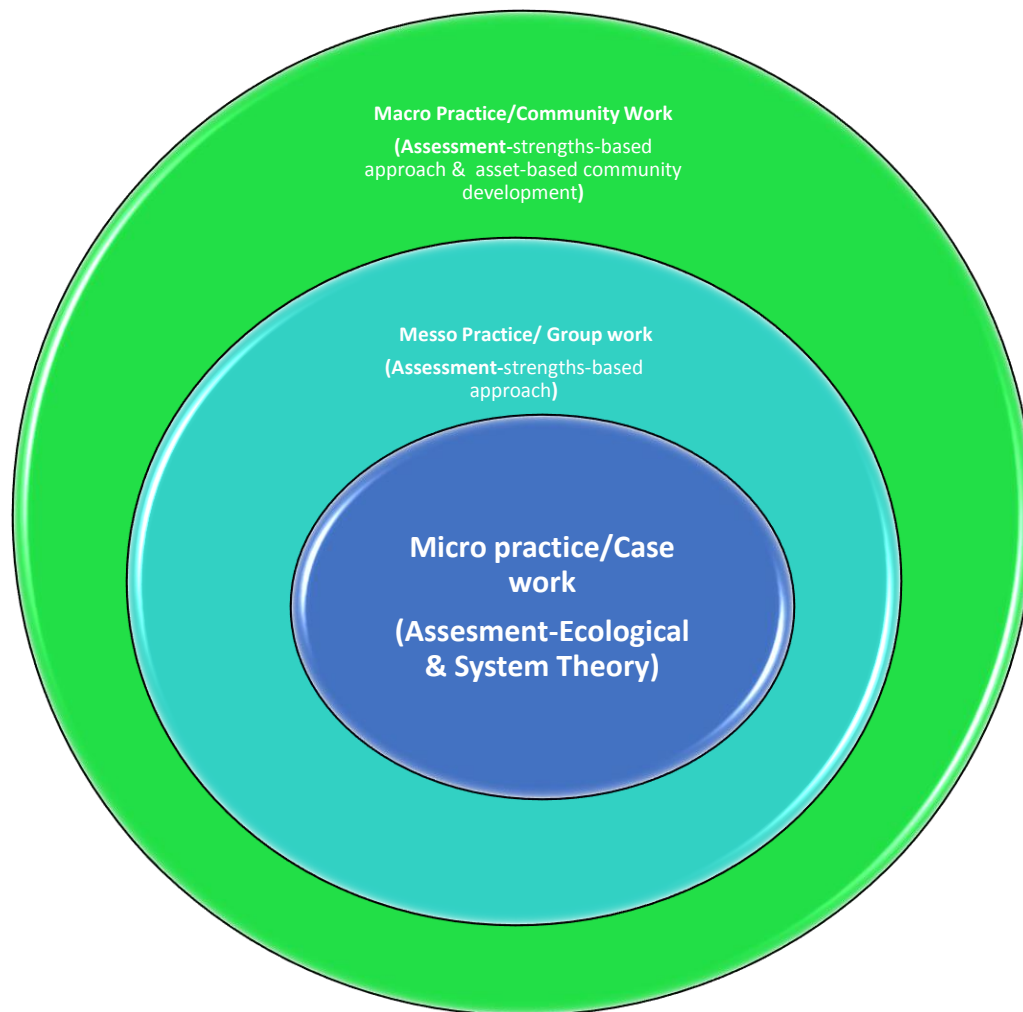 Macro Practice/Community Work
(Assessment-strengths-based
approach &  asset-based community
development)
Messo Practice/ Group work
(Assessment-strengths-based
approach)
Micro practice/Case
work
(Assesment-Ecological
& System Theory)